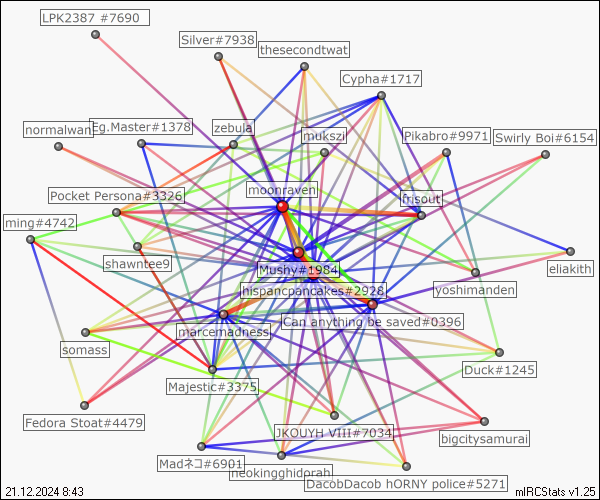 LPK2387 #7690
Silver#7938
thesecondtwat
Cypha#1717
normalwan
Eg.Master#1378
zebula
mukszi
Pikabro#9971
Swirly Boi#6154
Pocket Persona#3326
moonraven
frisout
ming#4742
shawntee9
Mushy#1984
eliakith
hispancpancakes#2928
yoshimanden
marcemadness
Can anything be saved#0396
somass
Majestic#3375
Duck#1245
Fedora Stoat#4479
JKOUYH VIII#7034
bigcitysamurai
Madネコ#6901
neokingghidorah
DacobDacob hORNY police#5271
21.12.2024 8:43
mIRCStats v1.25